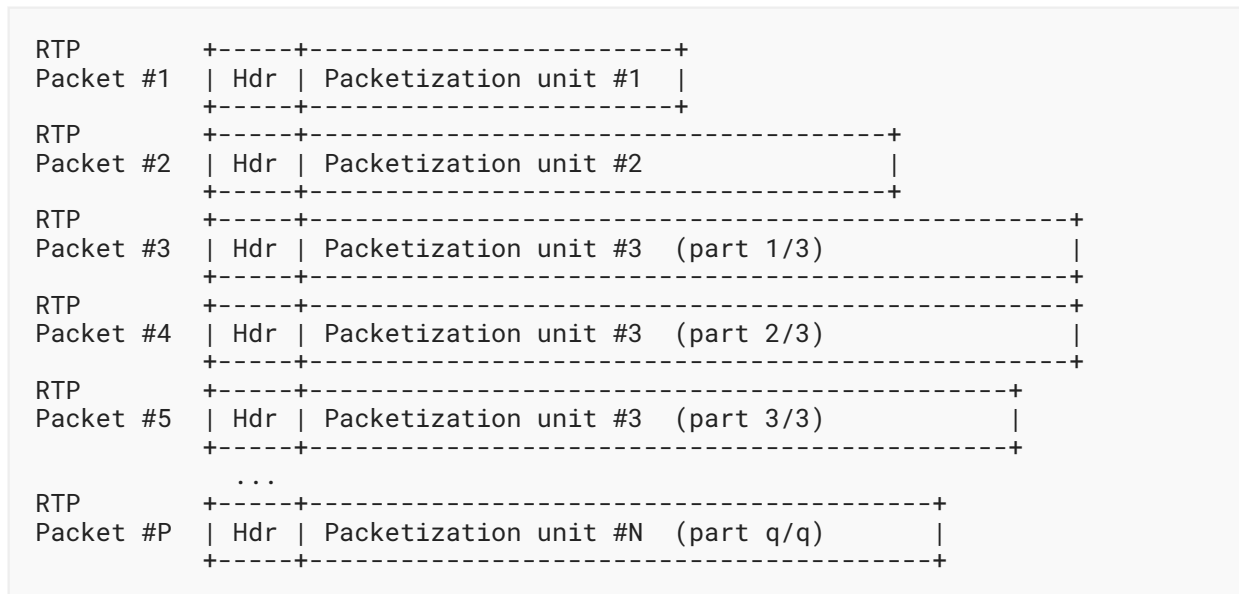 RTP           +-----+------------------------+
Packet #1  | Hdr | Packetization unit #1  |
           +-----+------------------------+
RTP        +-----+--------------------------------------+
Packet #2  | Hdr | Packetization unit #2                |
           +-----+--------------------------------------+
RTP        +-----+--------------------------------------------------+
Packet #3  | Hdr | Packetization unit #3  (part 1/3)                |
           +-----+--------------------------------------------------+
RTP        +-----+--------------------------------------------------+
Packet #4  | Hdr | Packetization unit #3  (part 2/3)                |
           +-----+--------------------------------------------------+
RTP        +-----+----------------------------------------------+
Packet #5  | Hdr | Packetization unit #3  (part 3/3)            |
           +-----+----------------------------------------------+
             ...
RTP        +-----+-----------------------------------------+
Packet #P  | Hdr | Packetization unit #N  (part q/q)       |
           +-----+-----------------------------------------+